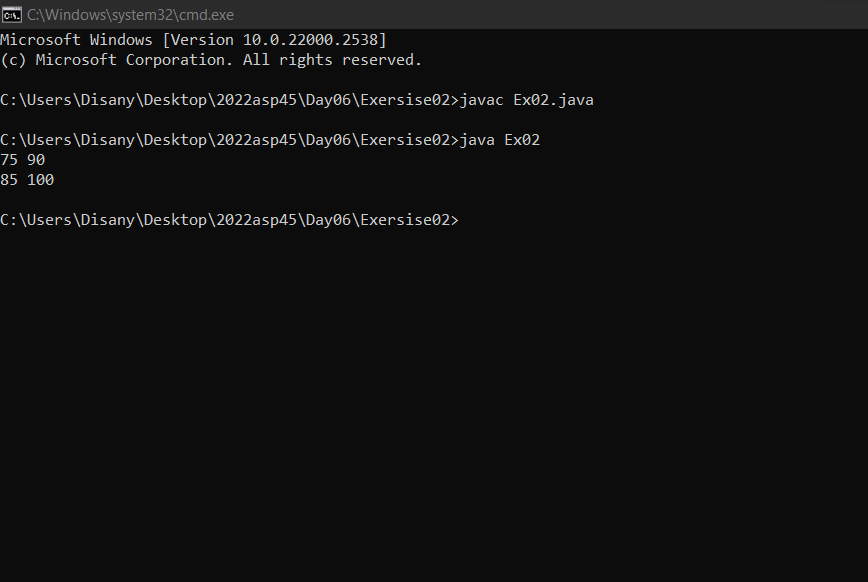 C:\Windows\system32\cmd.exe
Microsoft Windows [Version 10.0.22000.2538]
(c) Microsoft Corporation. All rights reserved.
C:\Users\Disany\Desktop\2022asp45\Day06\Exersise02>javac Ex02.java
C:\Users\Disany\Desktop\2022asp45\Day06\Exersise02>java Ex02
75 90
85 100
C:\Users\Disany\Desktop\2022asp45\Day06\Exersise02>